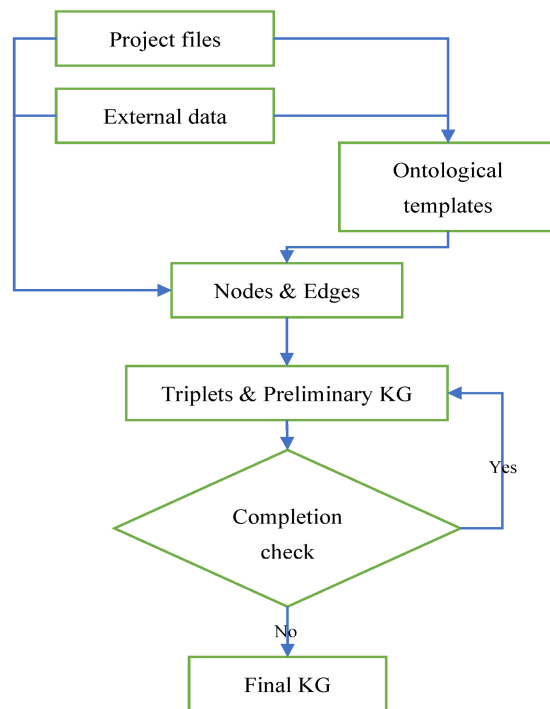 Project files
External data
Ontological
templates
Nodes & Edges
Triplets & Preliminary KG
Yes
Completion
check
No
Final KG